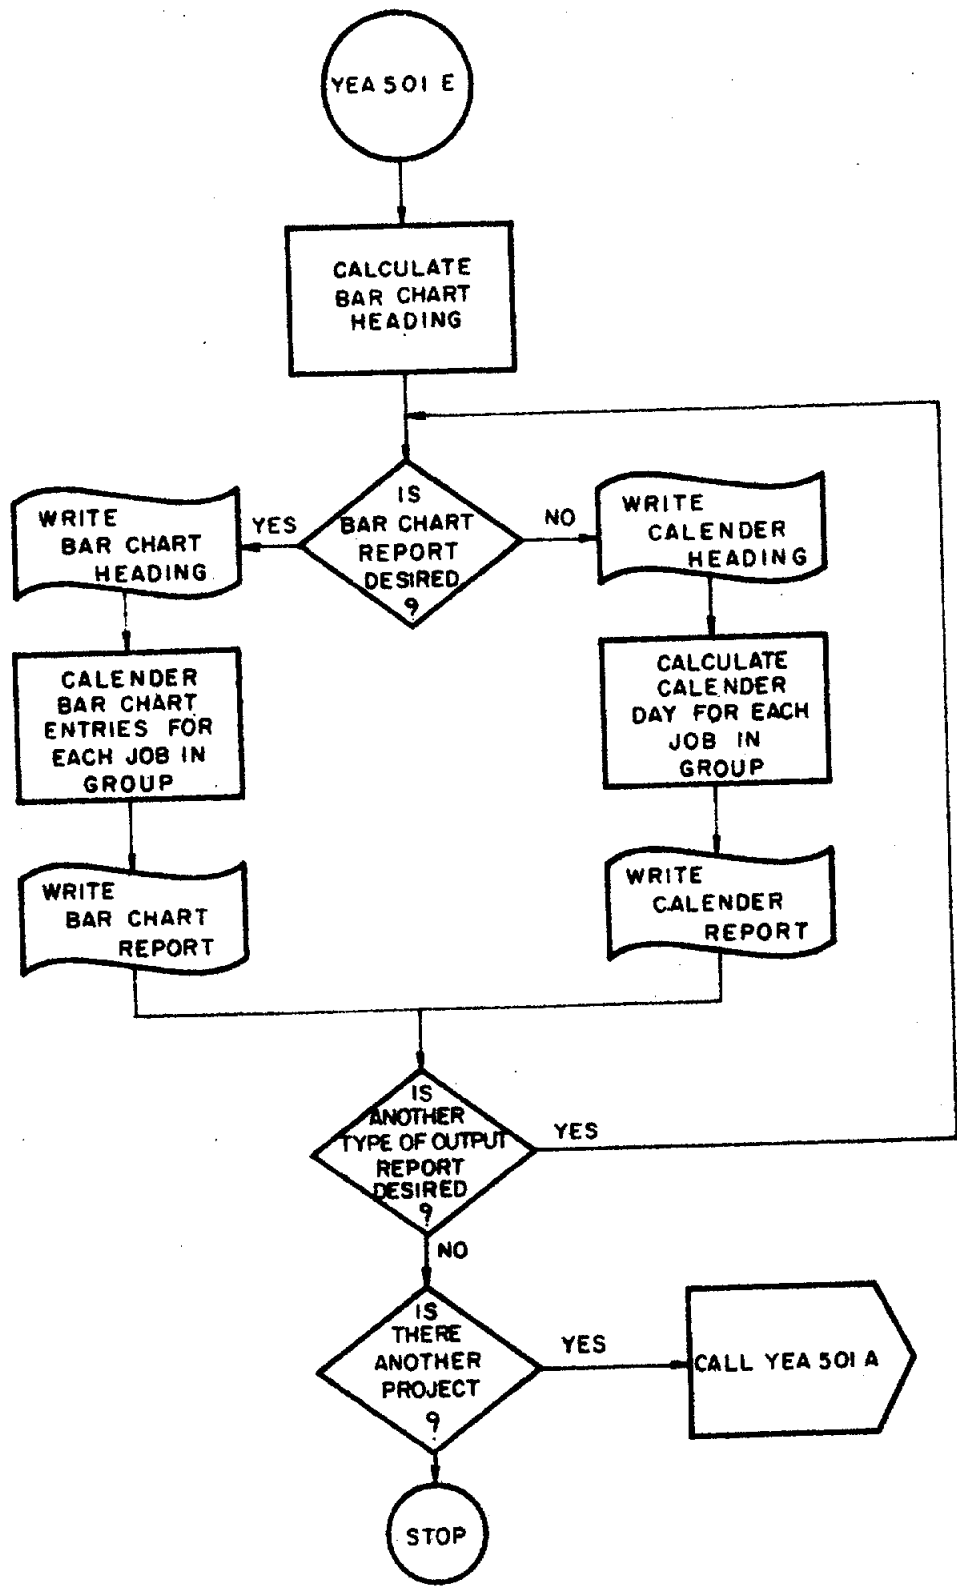 YEA 501 E
CALCULATE
BAR CHART
HEADING
IS
BAR CHART
REPORT
DESIRED
?
YES
NO
WRITE
BAR CHART
HEADING
WRITE
CALENDER
HEADING
CALENDER
BAR CHART
ENTRIES FOR
EACH JOB IN
GROUP
CALCULATE
CALENDER
DAY FOR EACH
JOB IN
GROUP
WRITE
BAR CHART
REPORT
WRITE
CALENDER
REPORT
IS
ANOTHER
TYPE OF OUTPUT
REPORT
DESIRED
?
YES
NO
IS
THERE
ANOTHER
PROJECT
?
YES
CALL YEA 501 A
STOP